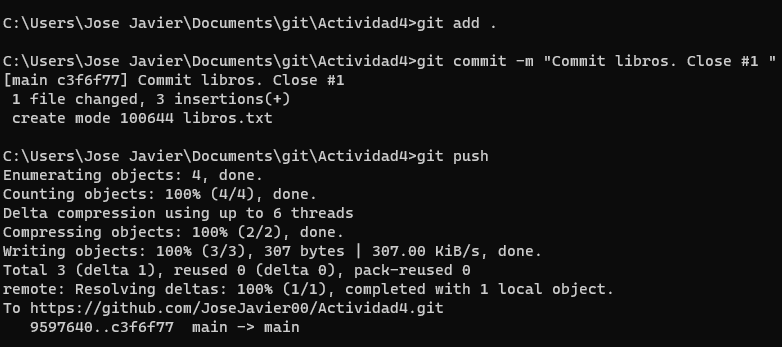 C:\Users\Jose Javier\Documents\git\Actividad4>git add .
C:\Users\Jose Javier\Documents\git\Actividad4>git commit -m "Commit libros. Close #1 "
[main c3f6f77] Commit libros. Close #1
 1 file changed, 3 insertions(+)
 create mode 100644 libros.txt
C:\Users\Jose Javier\Documents\git\Actividad4>git push
Enumerating objects: 4, done.
Counting objects: 100% (4/4), done.
Delta compression using up to 6 threads
Compressing objects: 100% (2/2), done.
Writing objects: 100% (3/3), 307 bytes | 307.00 KiB/s, done.
Total 3 (delta 1), reused 0 (delta 0), pack-reused 0
remote: Resolving deltas: 100% (1/1), completed with 1 local object.
To https://github.com/JoseJavier00/Actividad4.git
   9597640..c3f6f77  main -> main